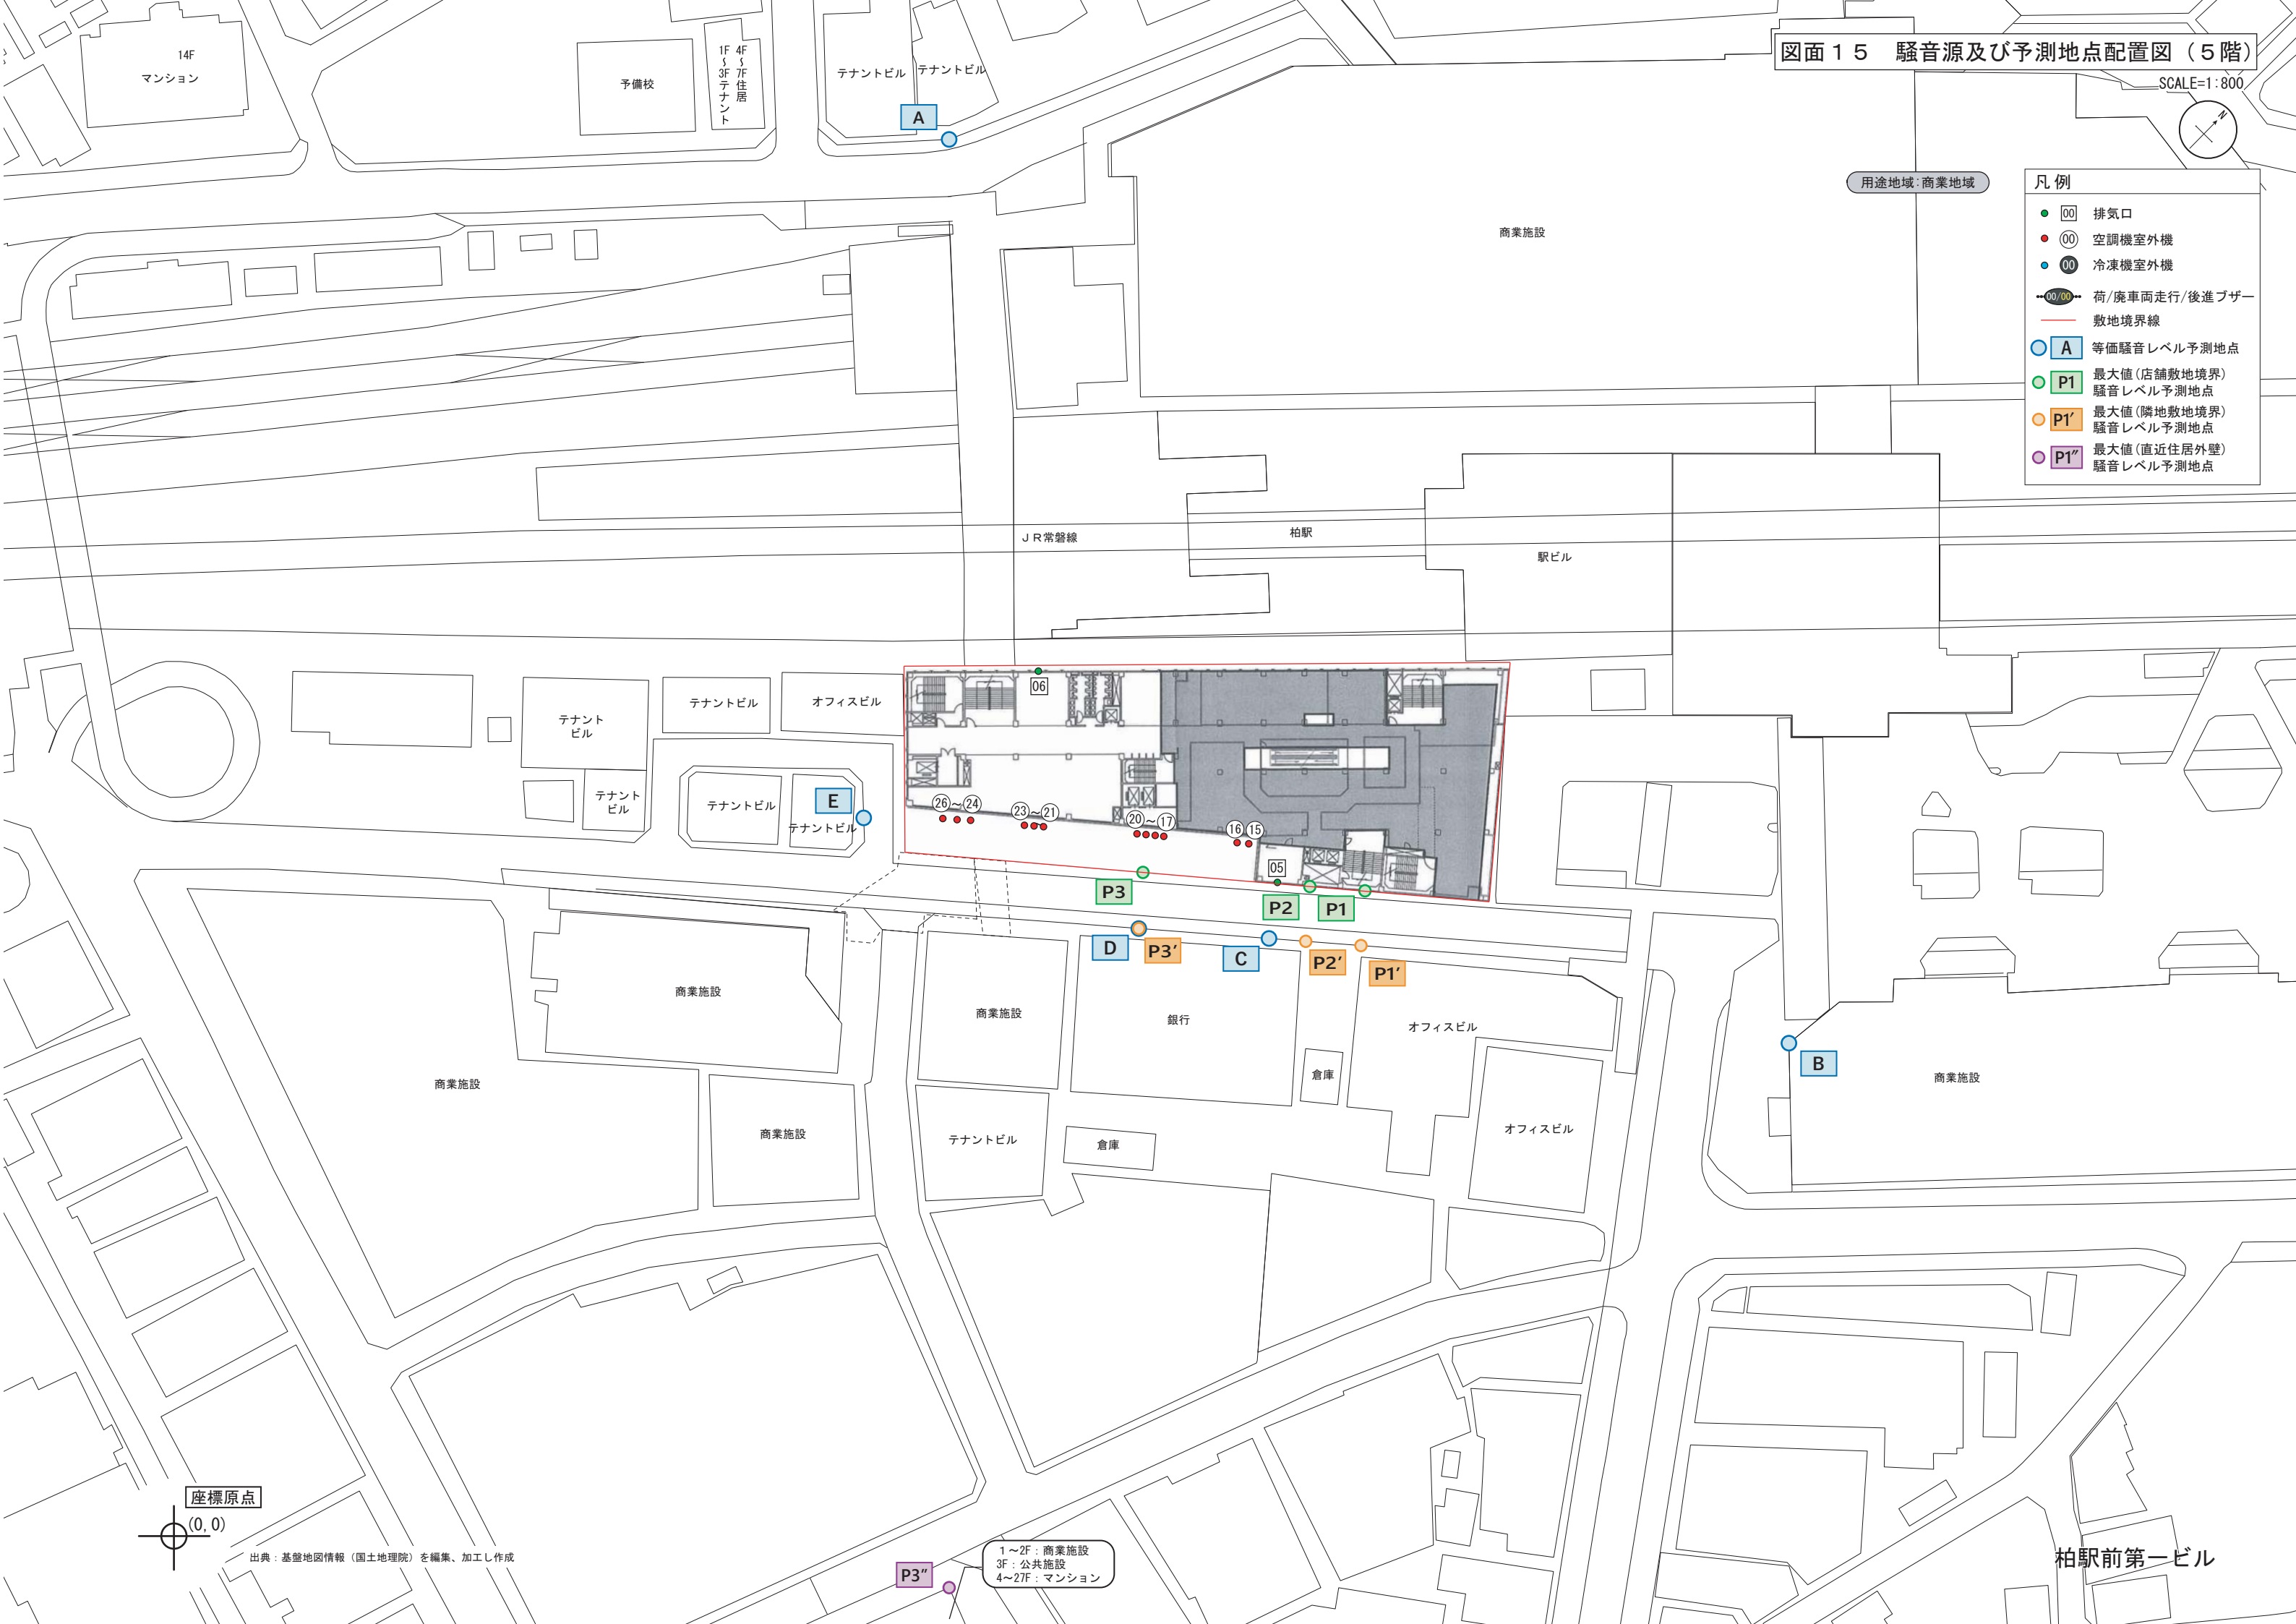 図面１５　騒音源及び予測地点配置図（５階）
SCALE=1:800
N
用途地域:商業地域
凡 例
00 排気口
00 空調機室外機
00 冷凍機室外機
00/00 荷/廃車両走行/後進ブザー
敷地境界線
A 等価騒音レベル予測地点
P1 最大値(店舗敷地境界)
騒音レベル予測地点
P1′ 最大値(隣地敷地境界)
騒音レベル予測地点
P1″ 最大値(直近住居外壁)
騒音レベル予測地点
14F
マンション
予備校
1F～3Fテナント
4F～7F住居
テナントビル
テナントビル
A
商業施設
ＪＲ常磐線
柏駅
駅ビル
テナント
ビル
テナントビル
オフィスビル
テナント
ビル
テナントビル
テナントビル
E
06
26～24
23～21
20～17
16 15
05
P3
P2
P1
D
P3′
C
P2′
P1′
B
商業施設
商業施設
商業施設
銀行
オフィスビル
倉庫
商業施設
商業施設
テナントビル
倉庫
オフィスビル
座標原点
(0,0)
出典：基盤地図情報（国土地理院）を編集、加工し作成
P3″
１～2F：商業施設
3F：公共施設
4～27F：マンション
柏駅前第一ビル